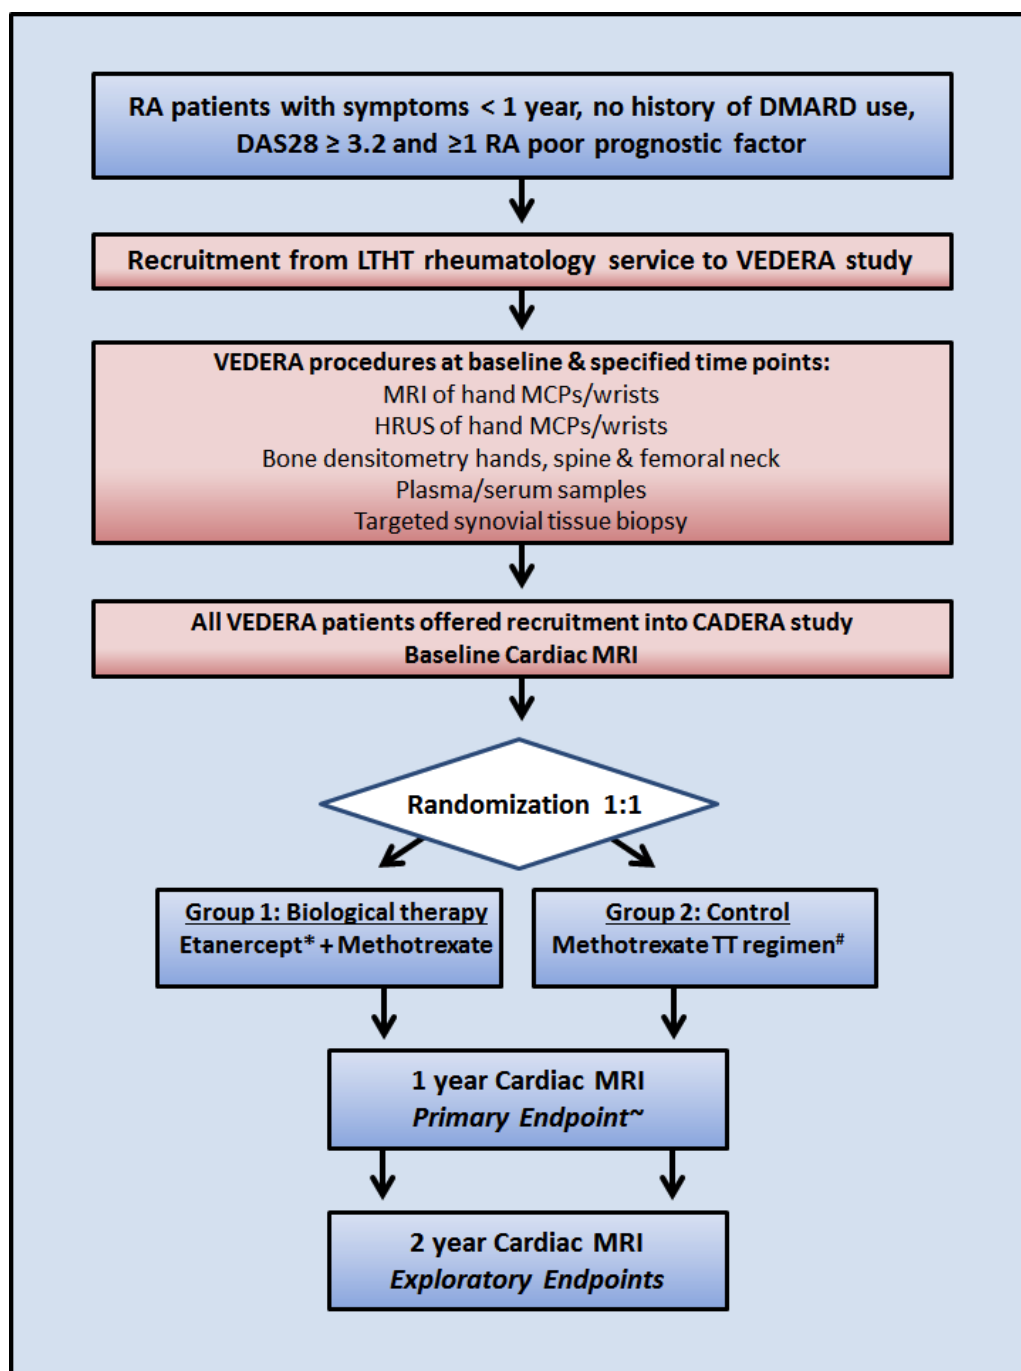 RA patients with symptoms < 1 year, no history of DMARD use,
DAS28 ≥ 3.2 and ≥1 RA poor prognostic factor
Recruitment from LTHT rheumatology service to VEDERA study
VEDERA procedures at baseline & specified time points:
MRI of hand MCPs/wrists
HRUS of hand MCPs/wrists
Bone densitometry hands, spine & femoral neck
Plasma/serum samples
Targeted synovial tissue biopsy
All VEDERA patients offered recruitment into CADERA study
Baseline Cardiac MRI
Randomization 1:1
Group 1: Biological therapy
Etanercept* + Methotrexate
Group 2: Control
Methotrexate TT regimen#
1 year Cardiac MRI
Primary Endpoint~
2 year Cardiac MRI
Exploratory Endpoints